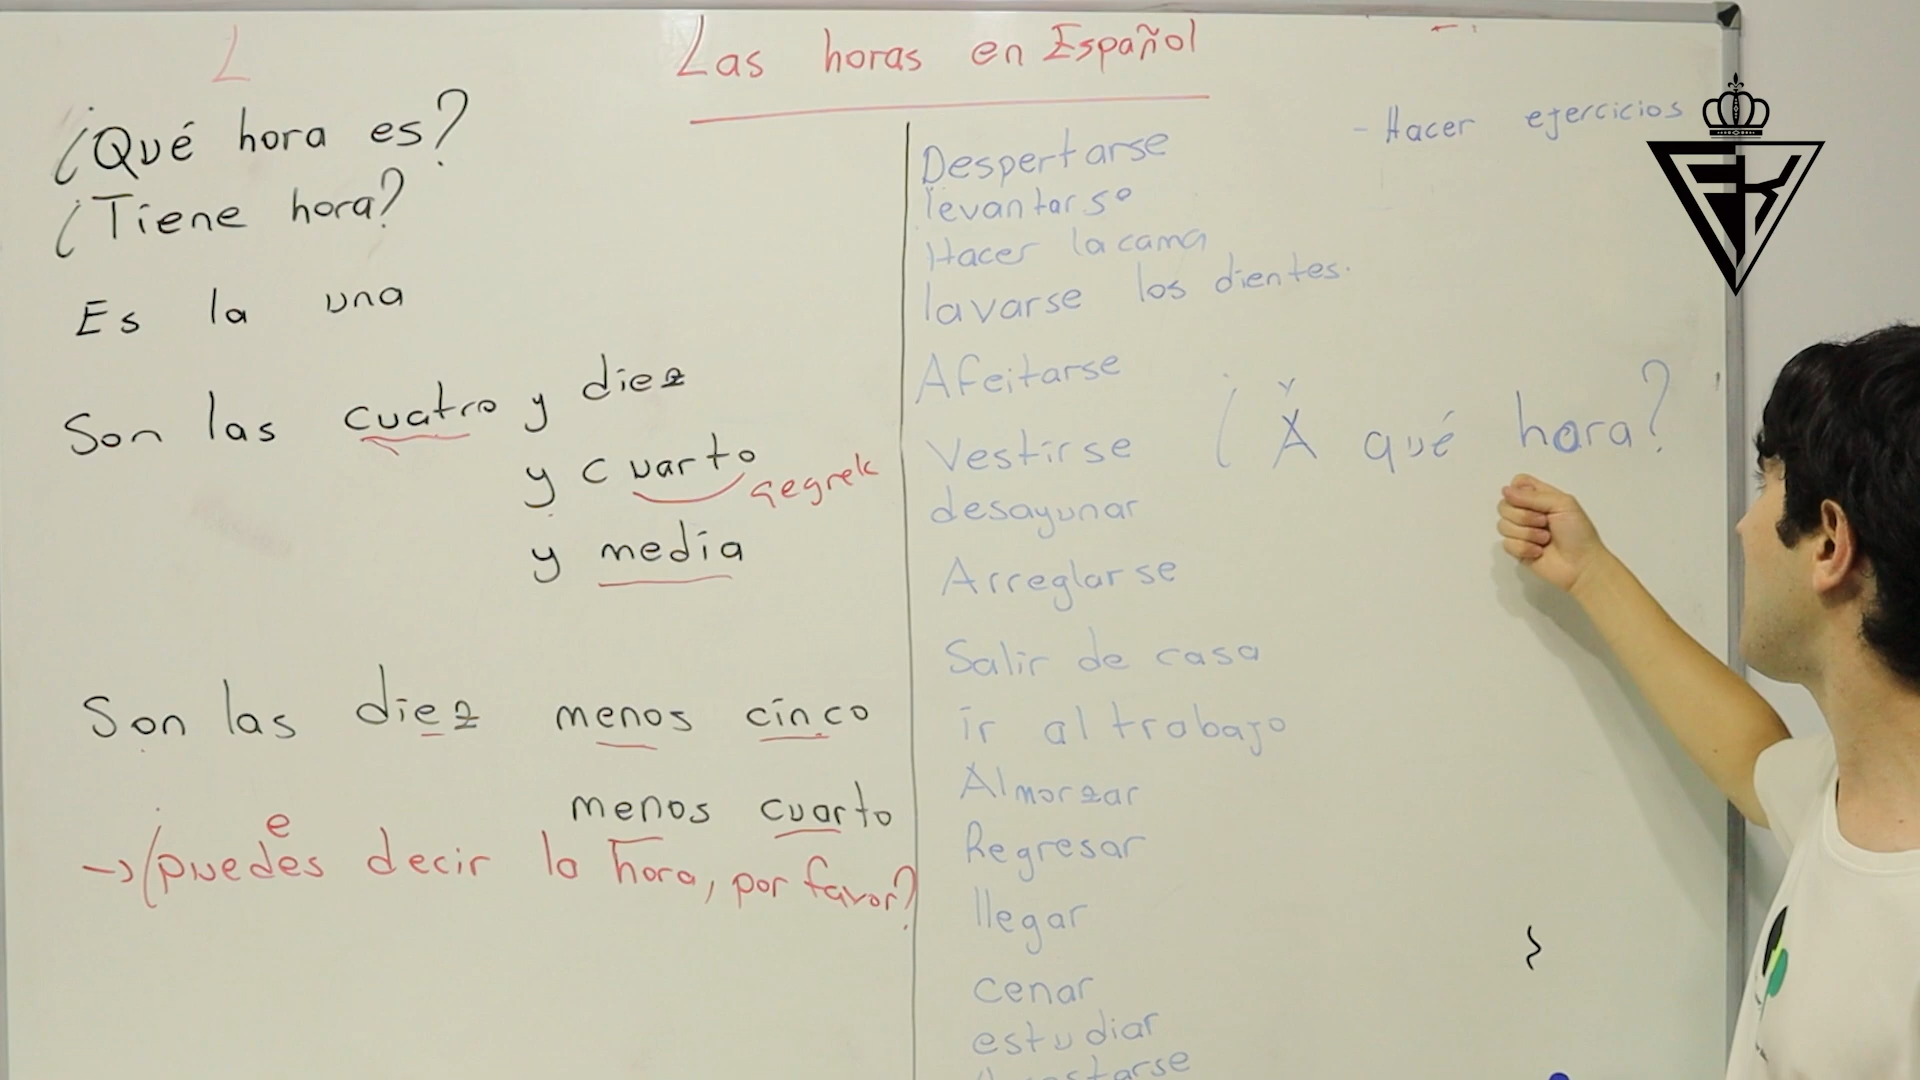 Las horas en Español
¿Qué hora es?
¿Tiene hora?
Es la una
Son las cuatro y diez
y cuarto
qegrek
y media
Son las diez menos cinco
menos cuarto
e
→ ¿puedes decir la hora, por favor?
Despertarse
levantarse
Hacer la cama
lavarse los dientes.
Afeitarse
Vestirse
desayunar
Arreglarse
Salir de casa
ir al trabajo
Almorzar
Regresar
llegar
cenar
estudiar
- Hacer ejercicios
¿A qué hora?
FK